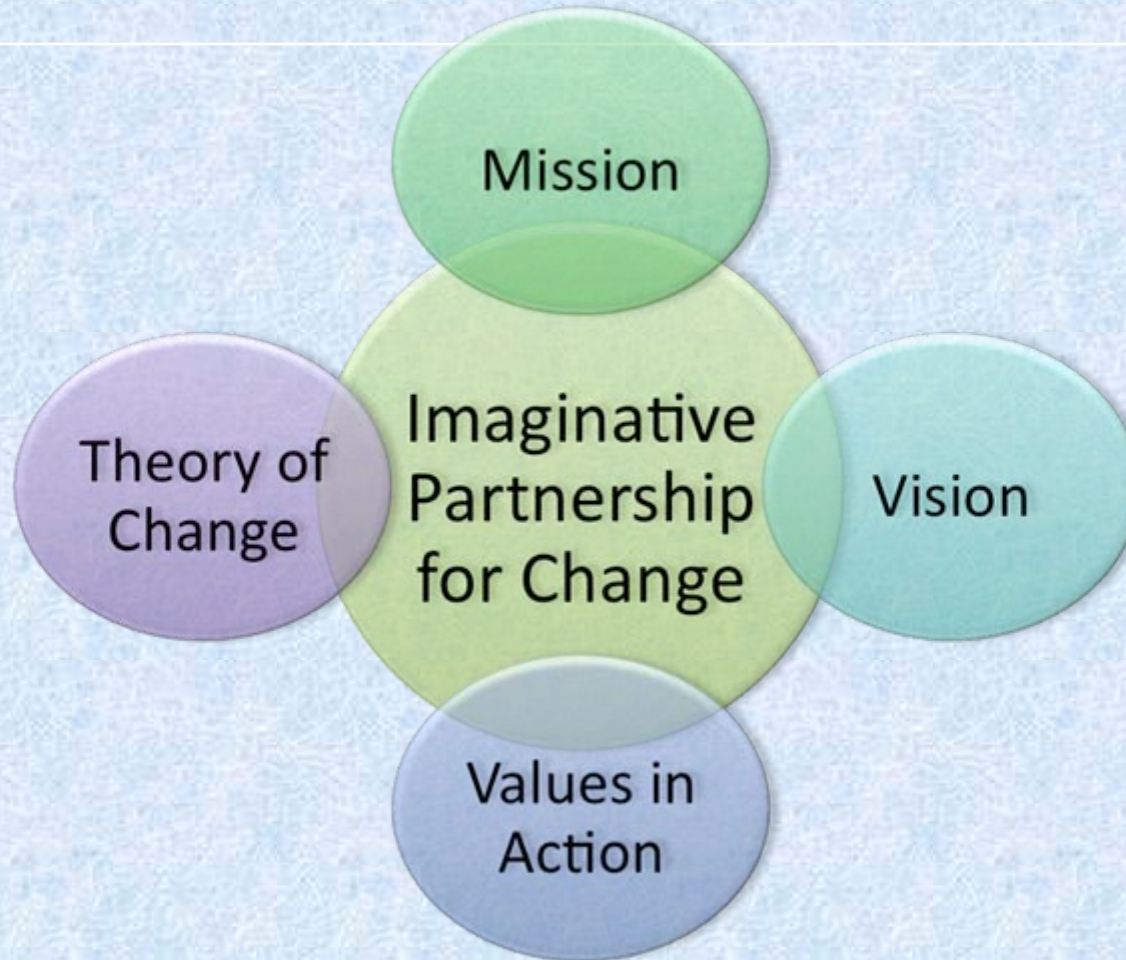 Mission
Theory of
Change
Imaginative
Partnership
for Change
Vision
Values in
Action